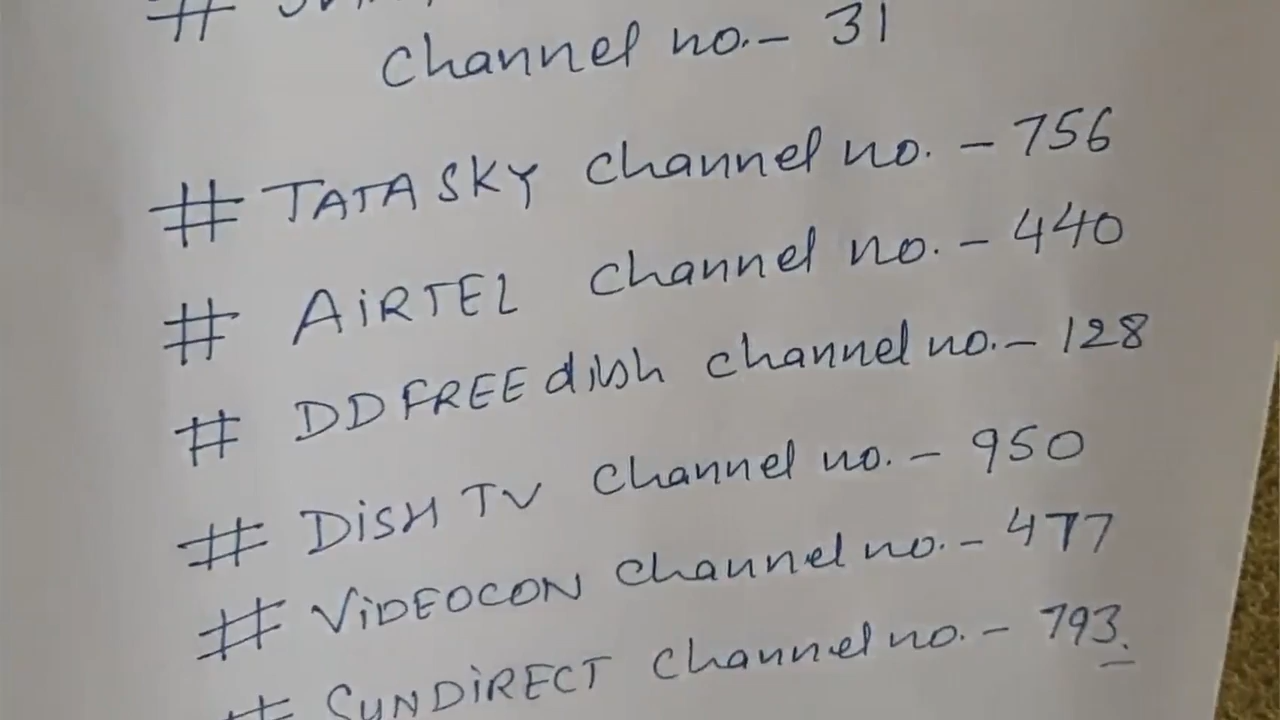 #
channel no.- 31
# TATA SKY channel no. - 756
# AiRTEL channel no. - 440
# DD FREE dish channel no.- 128
# DiSH TV channel no. - 950
# ViDEOCON channel no.- 477
# SUNDiRECT channel no.- 793.